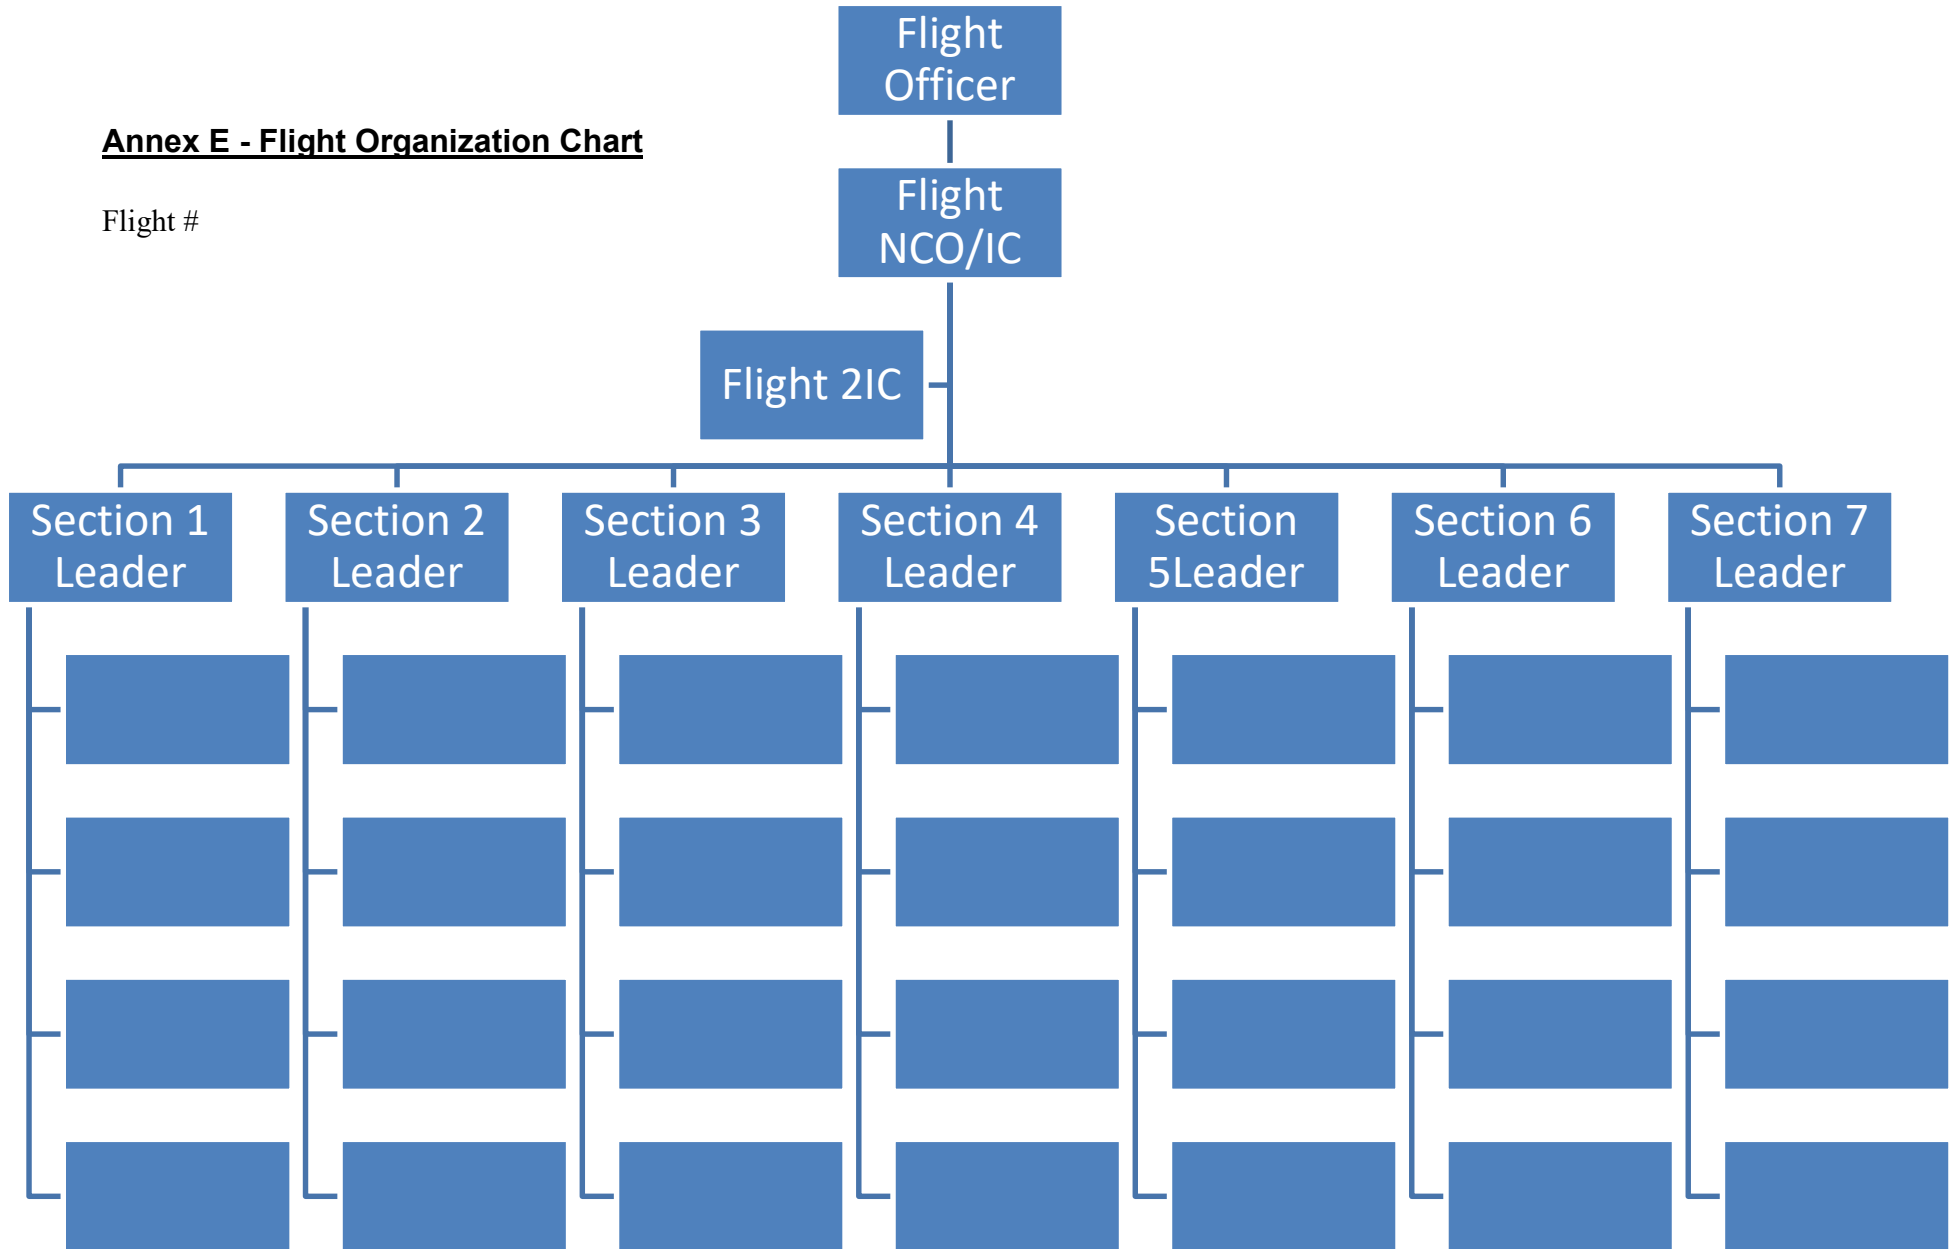 Flight
Officer
Annex E - Flight Organization Chart
Flight
NCO/IC
Flight #
Flight 2IC
Section 1
Leader
Section 2
Leader
Section 3
Leader
Section 4
Leader
Section
5Leader
Section 6
Leader
Section 7
Leader